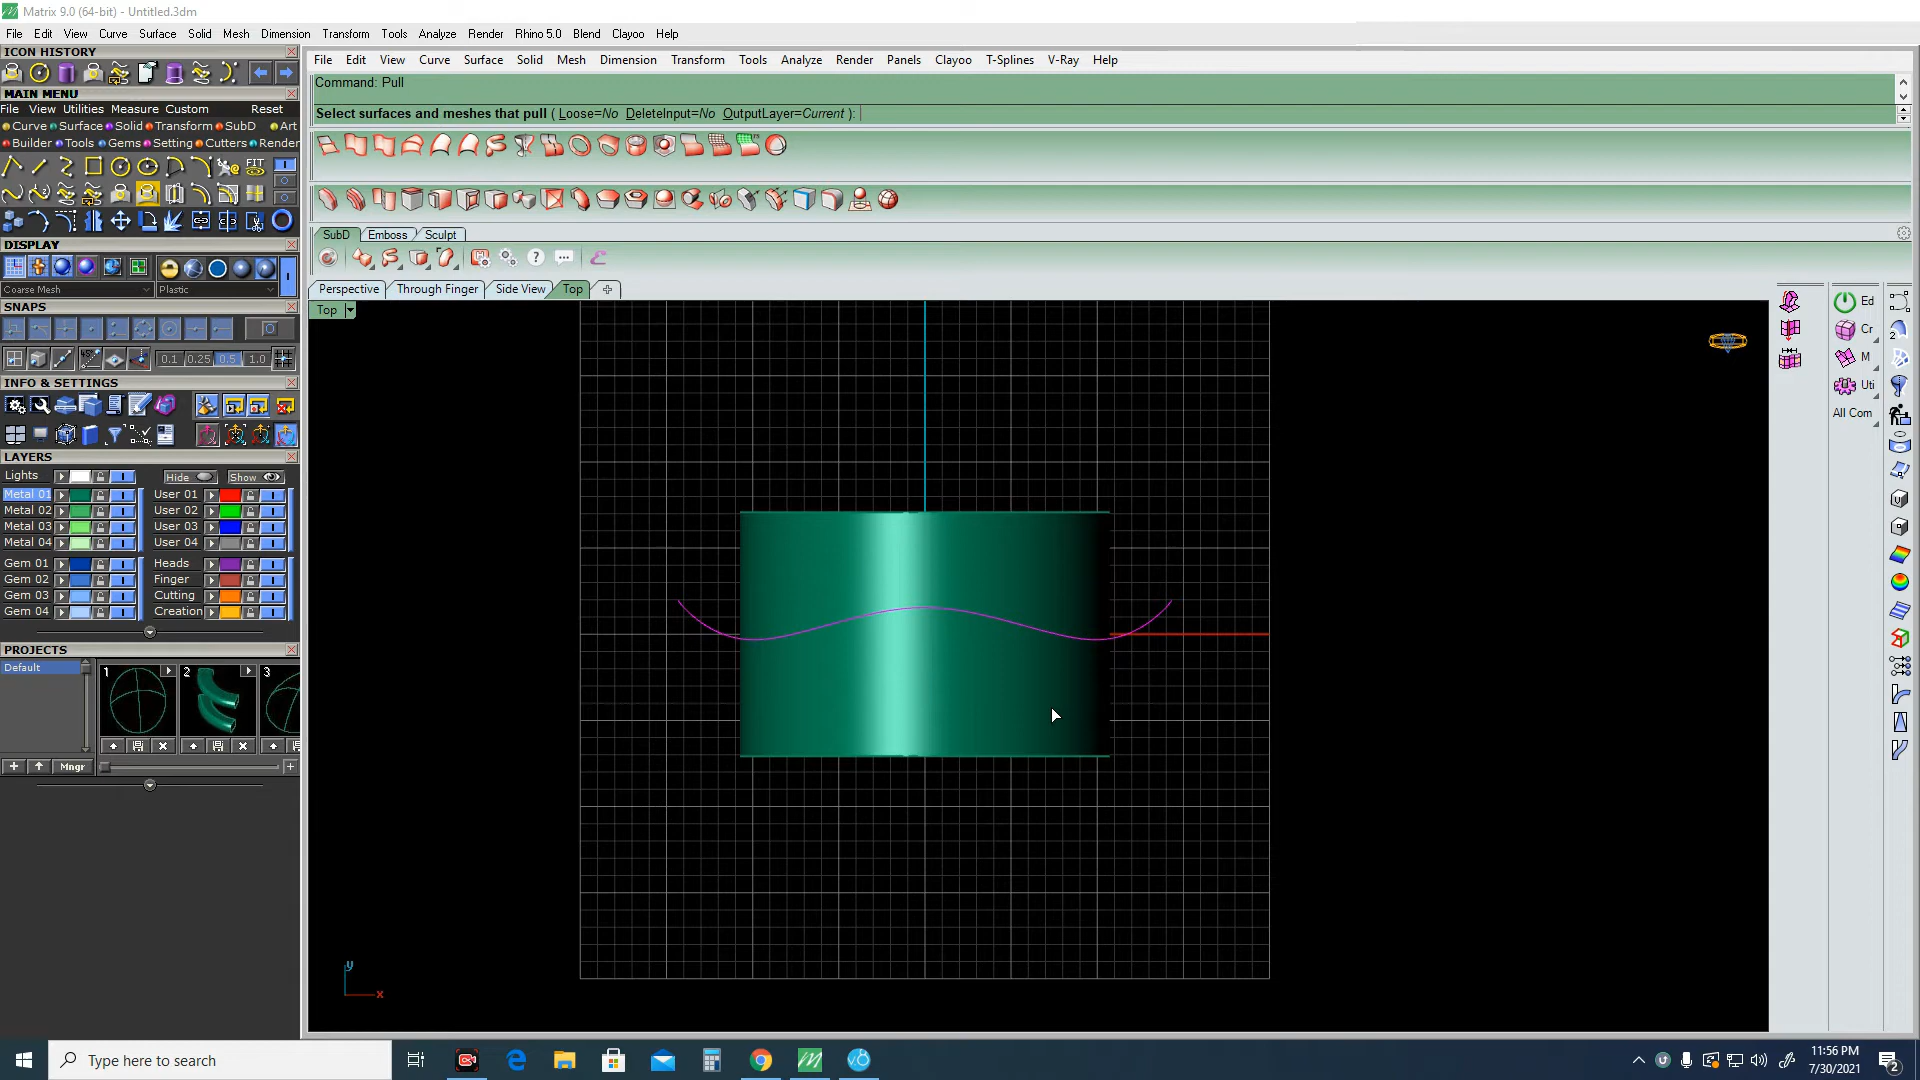 Matrix 9.0 (64-bit) - Untitled.3dm
File Edit View Curve Surface Solid Mesh Transform Dimension Tools Analyze Render Rhino 5.0 Blend Clayoo Help
ICON HISTORY
MAIN MENU
File View Utilities Measure Custom Reset
Curve Surface Solid Transform SubD Art
Builder Tools Gems Setting Cutters Render
FIT
DISPLAY
Coarse Mesh Plastic
SNAPS
0.1 0.25 0.5 1.0
INFO & SETTINGS
LAYERS
Lights Hide Show
Metal 01 User 01
Metal 02 User 02
Metal 03 User 03
Metal 04 User 04
Gem 01 Heads
Gem 02 Finger
Gem 03 Cutting
Gem 04 Creation
PROJECTS
Default
1 2 3
Mngr
File Edit View Curve Surface Solid Mesh Dimension Transform Tools Analyze Render Panels Clayoo T-Splines V-Ray Help
Command: Pull
Select surfaces and meshes that pull ( Loose=No DeleteInput=No OutputLayer=Current ):
SubD Emboss Sculpt
Perspective Through Finger Side View Top
Top
y
x
Ed
Cr
M
Uti
All Com
2
Type here to search
11:56 PM
7/30/2021
2